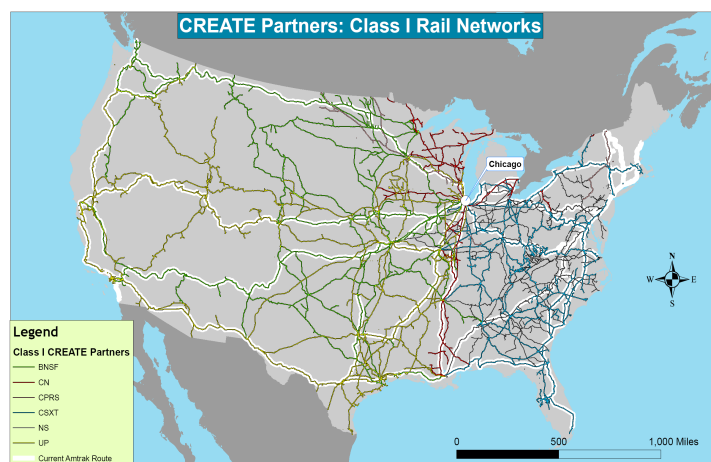 CREATE Partners: Class I Rail Networks
Chicago
N
W E
S
Legend
Class I CREATE Partners
BNSF
CN
CPRS
CSXT
NS
UP
Current Amtrak Route
0 500 1,000 Miles